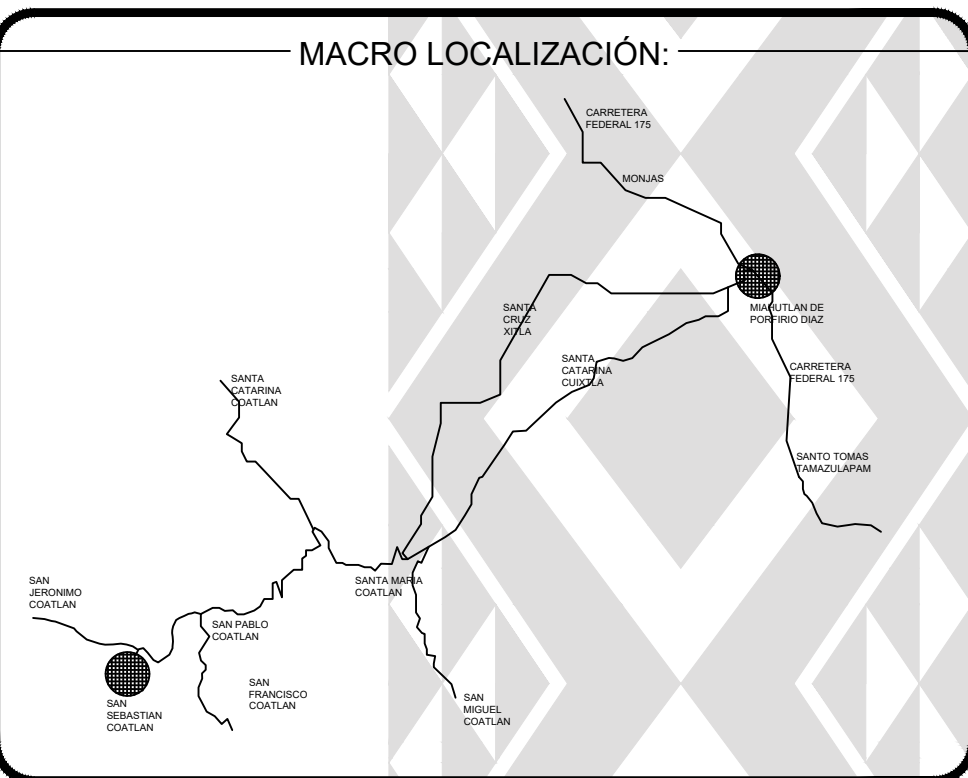 MACRO LOCALIZACIÓN:
CARRETERA
FEDERAL 175
MONJAS
MIAHUTLAN DE
PORFIRIO DIAZ
SANTA
CRUZ
XITLA
SANTA
CATARINA
CUIXTLA
CARRETERA
FEDERAL 175
SANTA
CATARINA
COATLAN
SANTO TOMAS
TAMAZULAPAM
SAN
JERONIMO
COATLAN
SANTA MARIA
COATLAN
SAN PABLO
COATLAN
SAN
FRANCISCO
COATLAN
SAN
SEBASTIAN
COATLAN
SAN
MIGUEL
COATLAN